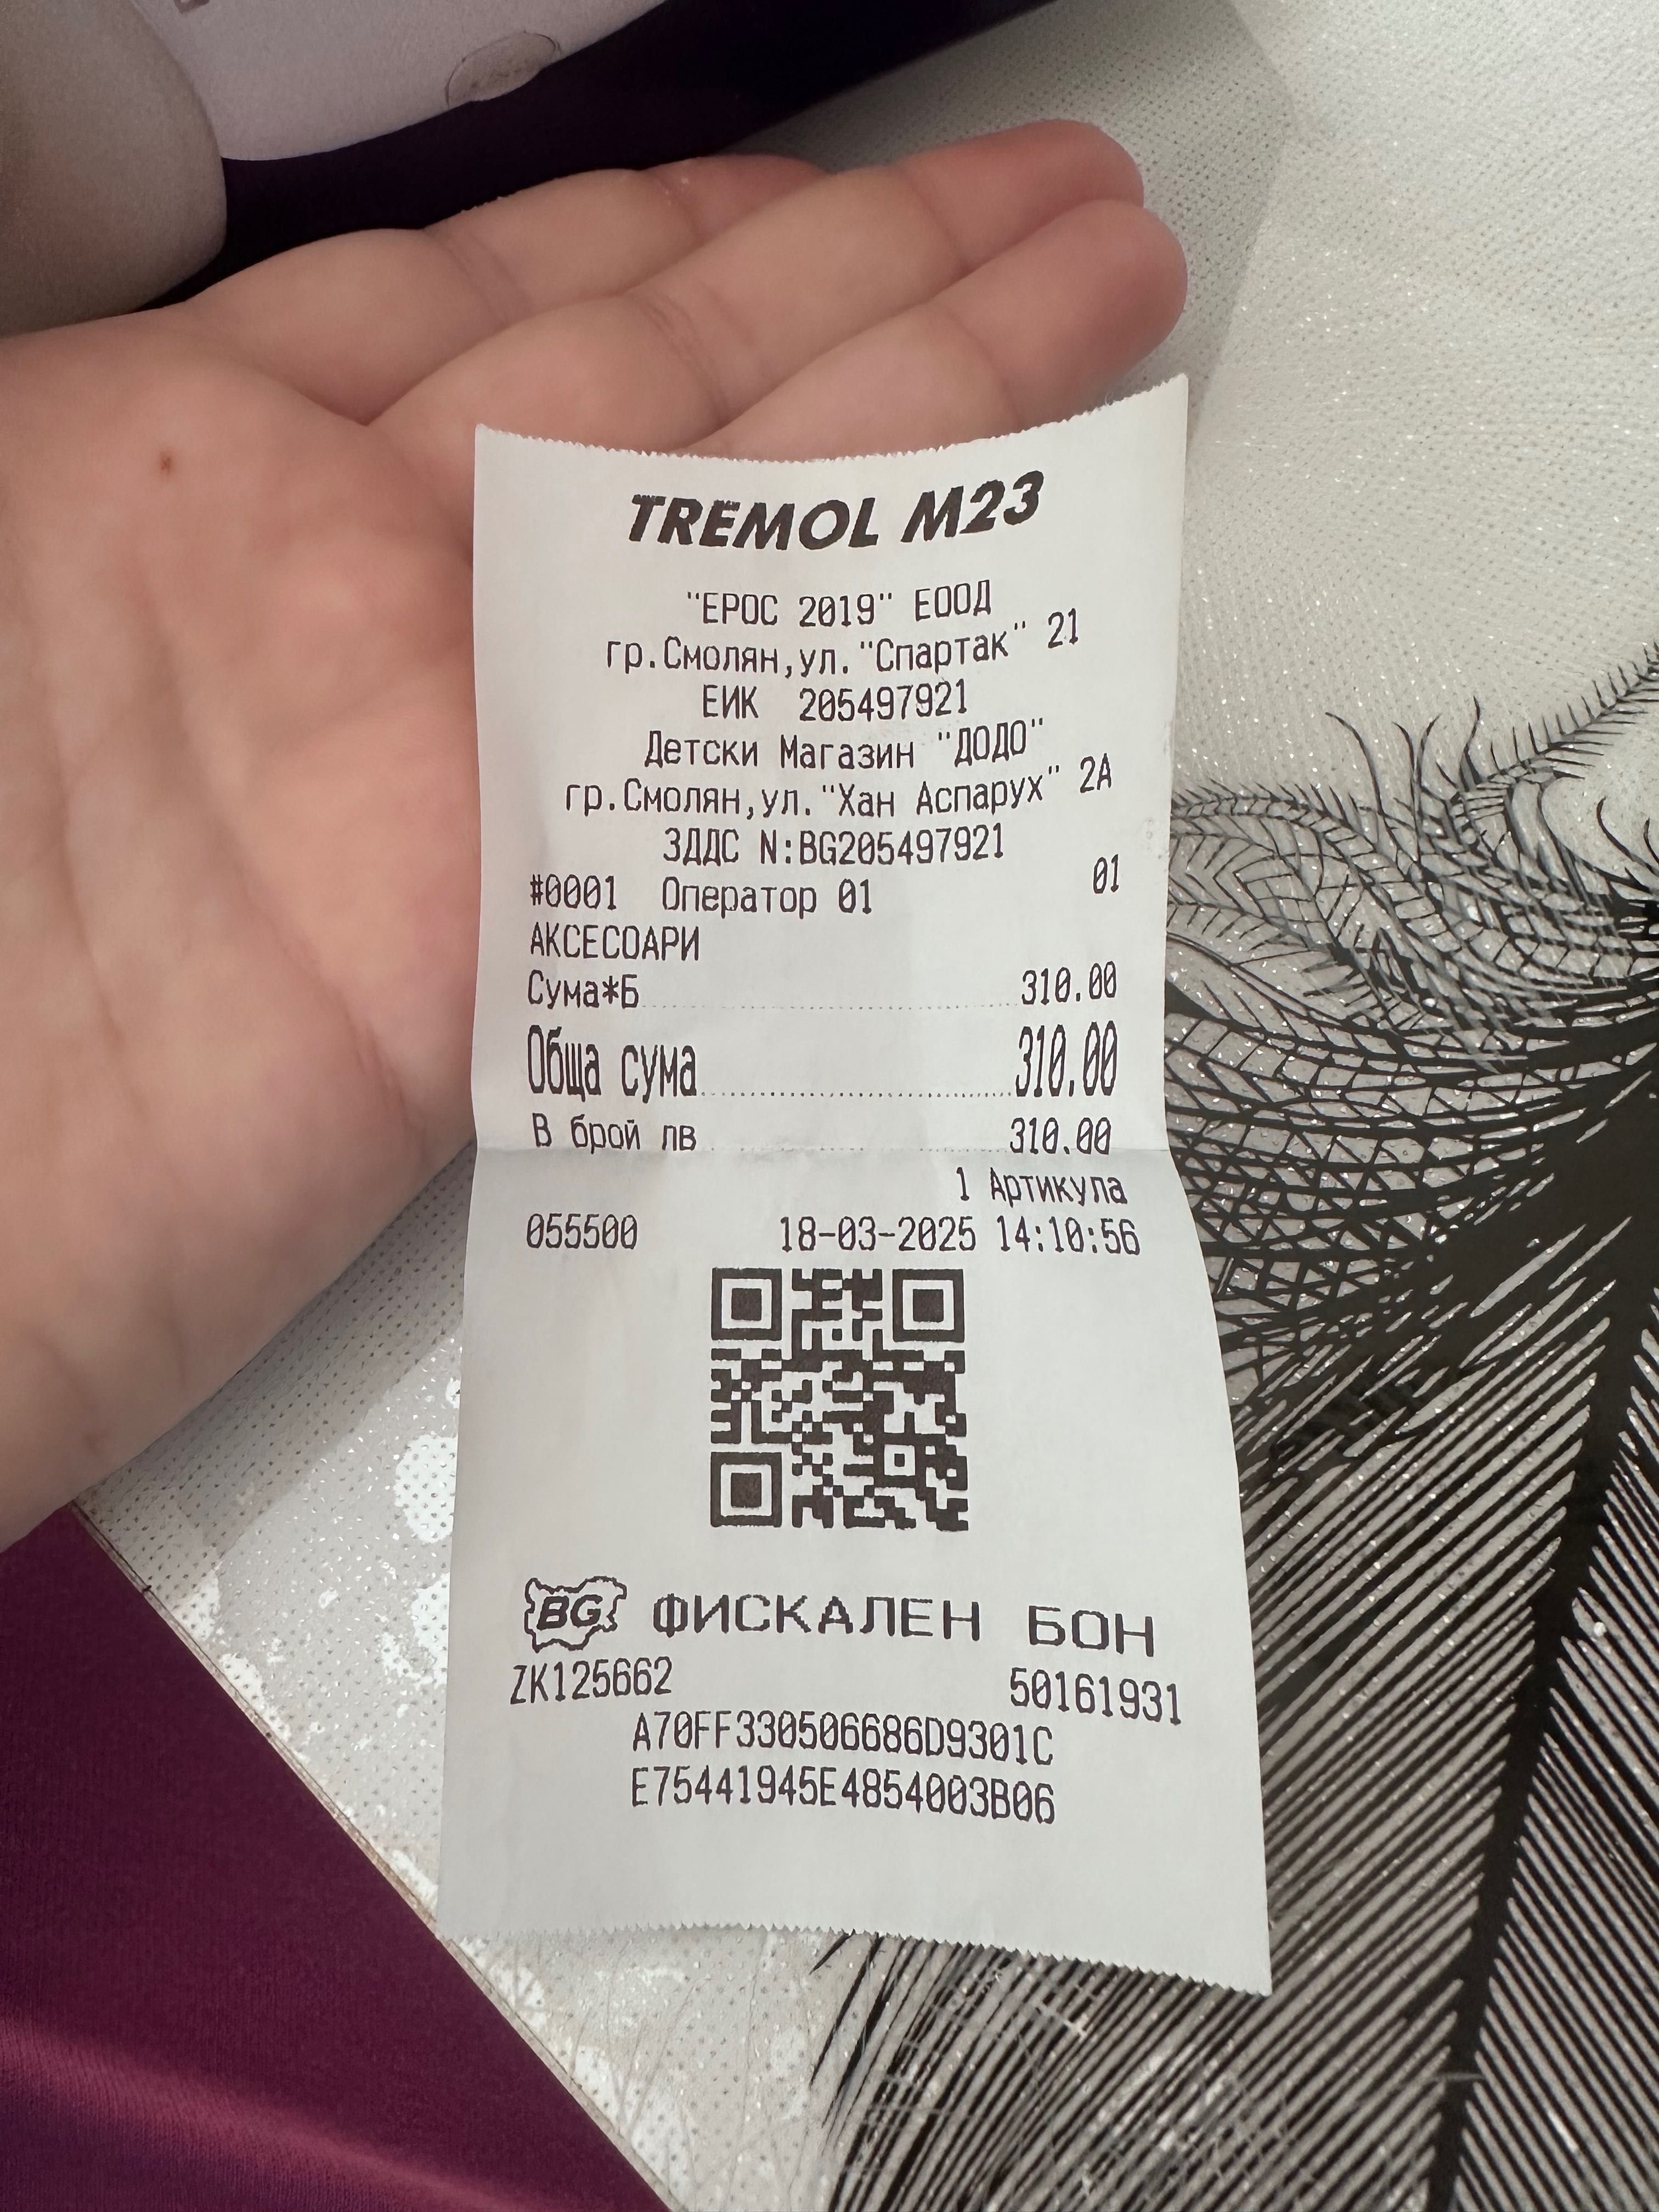 TREMOL M23
"ЕРОС 2019" ЕООД
гр.Смолян,ул."Спартак" 21
ЕИК 205497921
Детски Магазин "ДОДО"
гр.Смолян,ул."Хан Аспарух" 2А
ЗДДС N:BG205497921
#0001 Оператор 01 01
АКСЕСОАРИ
Сума*Б 310.00
Обща сума 310.00
В брой лв 310.00
1 Артикула
055500 18-03-2025 14:10:56
BG ФИСКАЛЕН БОН
ZK125662 50161931
A70FF330506686D9301C
E75441945E4854003B06